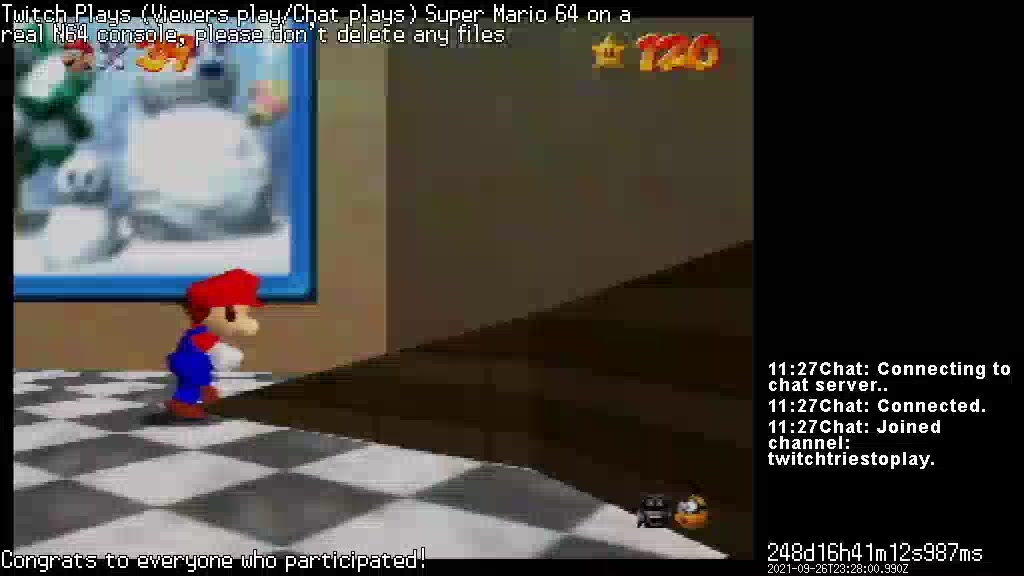 Twitch Plays (Viewers play/Chat plays) Super Mario 64 on a
real N64 console, please don't delete any files
120
11:27Chat: Connecting to
chat server..
11:27Chat: Connected.
11:27Chat: Joined
channel:
twitchtriestoplay.
Congrats to everyone who participated!
248d16h41m12s987ms
2021-09-26T23:28:00.990Z